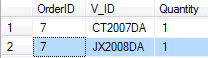 OrderID V_ID Quantity
1 7 CT2007DA 1
2 7 JX2008DA 1